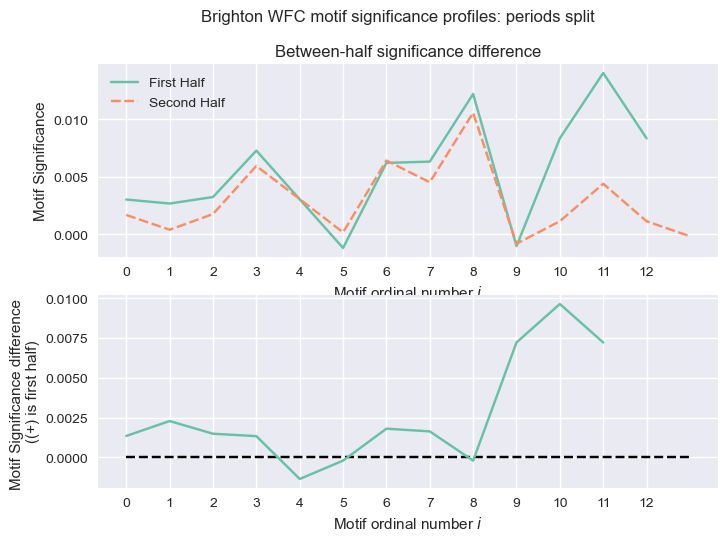 Brighton WFC motif significance profiles: periods split
Between-half significance difference
First Half
Second Half
Motif Significance
0.010
0.005
0.000
0 1 2 3 4 5 6 7 8 9 10 11 12
Motif ordinal number i
Motif Significance difference
((+) is first half)
0.0100
0.0075
0.0050
0.0025
0.0000
0 1 2 3 4 5 6 7 8 9 10 11 12
Motif ordinal number i